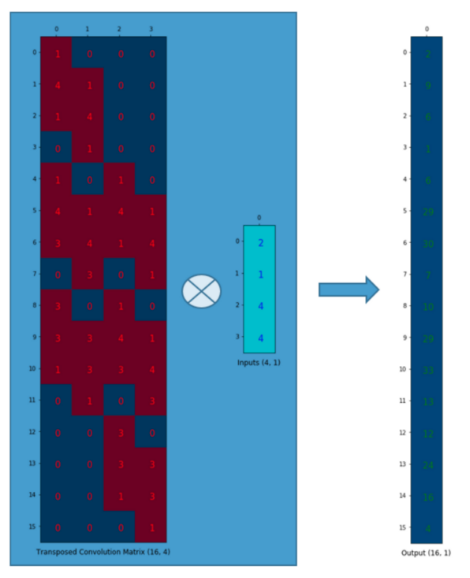 0 1 2 3
0 1 0 0 0
1 4 1 0 0
2 1 4 0 0
3 0 1 0 0
4 1 0 1 0
5 4 1 4 1
6 3 4 1 4
7 0 3 0 1
8 3 0 1 0
9 3 3 4 1
10 1 3 3 4
11 0 1 0 3
12 0 0 3 0
13 0 0 3 3
14 0 0 1 3
15 0 0 0 1
Transposed Convolution Matrix (16, 4)
0
0 2
1 1
2 4
3 4
Inputs (4, 1)
0
0 2
1 9
2 6
3 1
4 6
5 29
6 30
7 7
8 10
9 29
10 33
11 13
12 12
13 24
14 16
15 4
Output (16, 1)